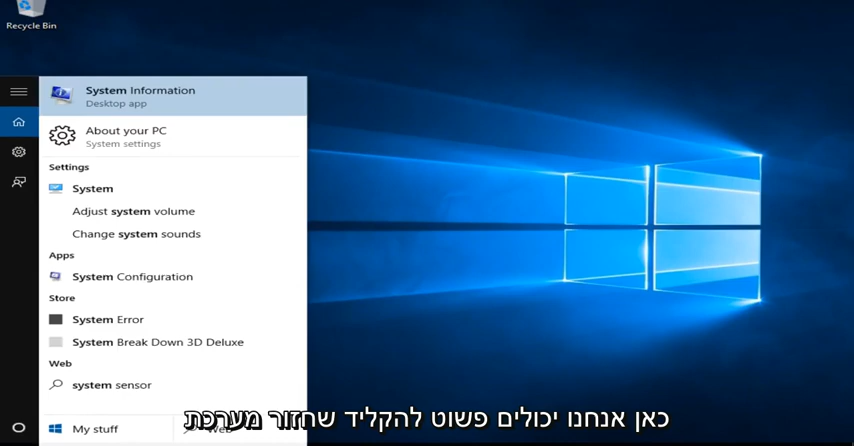 Recycle Bin
System Information
Desktop app
About your PC
System settings
Settings
System
Adjust system volume
Change system sounds
Apps
System Configuration
Store
System Error
System Break Down 3D Deluxe
Web
system sensor
My stuff
Web
כאן אנחנו יכולים פשוט להקליד שחזור מערכת